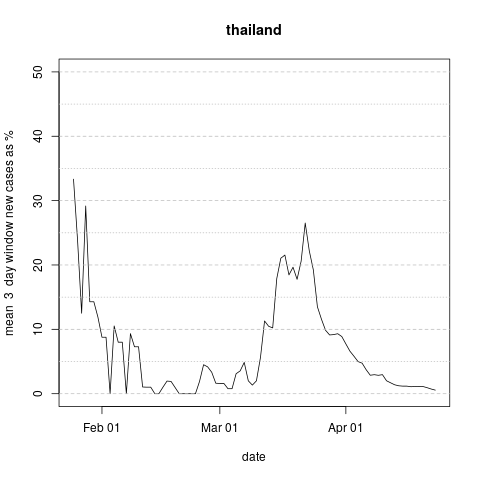 thailand
50
40
30
20
10
0
mean 3 day window new cases as %
Feb 01
Mar 01
Apr 01
date